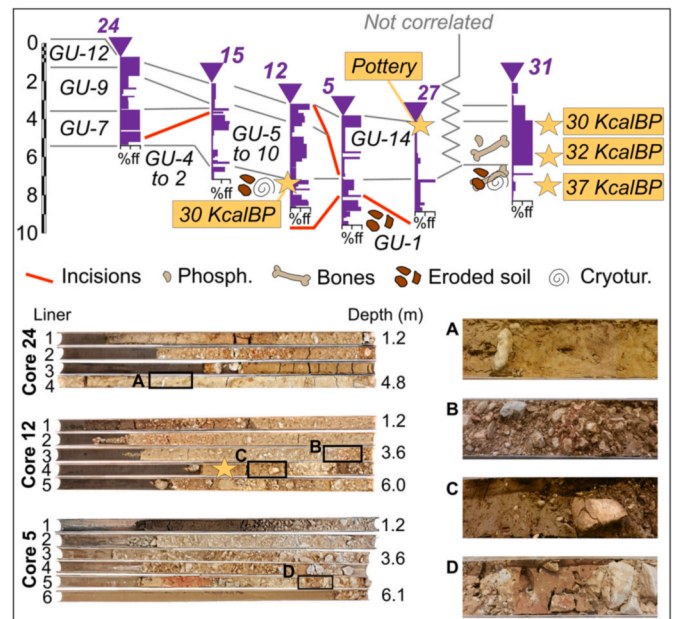 Not correlated
24
15
12
5
27
31
Pottery
0
2
4
6
8
10
GU-12
GU-9
GU-7
GU-4
to 2
GU-5
to 10
GU-14
GU-1
30 KcalBP
30 KcalBP
32 KcalBP
37 KcalBP
%ff
%ff
%ff
%ff
%ff
%ff
Incisions
Phosph.
Bones
Eroded soil
Cryotur.
Liner
Depth (m)
Core 24
1
2
3
4
1.2
4.8
A
Core 12
1
2
3
4
5
1.2
3.6
6.0
B
C
Core 5
1
2
3
4
5
6
1.2
3.6
6.1
D
A
B
C
D